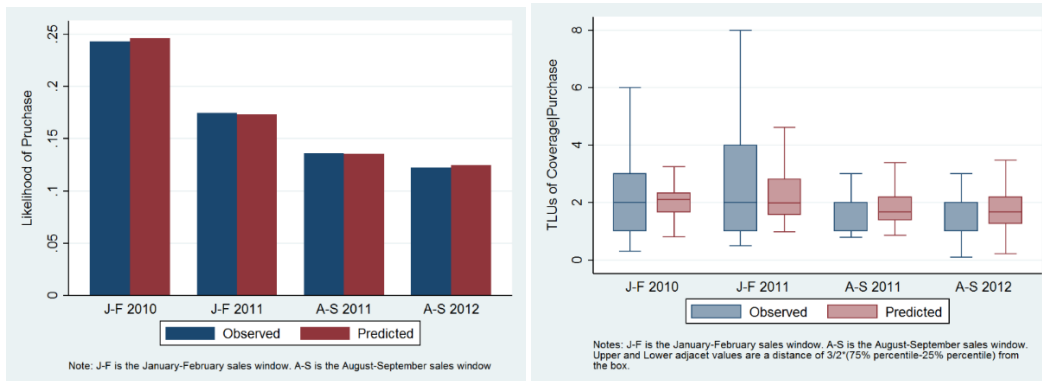 .25
.2
.15
.1
.05
0
Likelihood of Pruchase
J-F 2010 J-F 2011 A-S 2011 A-S 2012
Observed Predicted
Note: J-F is the January-February sales window. A-S is the August-September sales window
8
6
4
2
0
TLUs of Coverage|Purchase
J-F 2010 J-F 2011 A-S 2011 A-S 2012
Observed Predicted
Notes: J-F is the January-February sales window. A-S is the August-September sales window.
Upper and Lower adjacet values are a distance of 3/2*(75% percentile-25% percentile) from
the box.